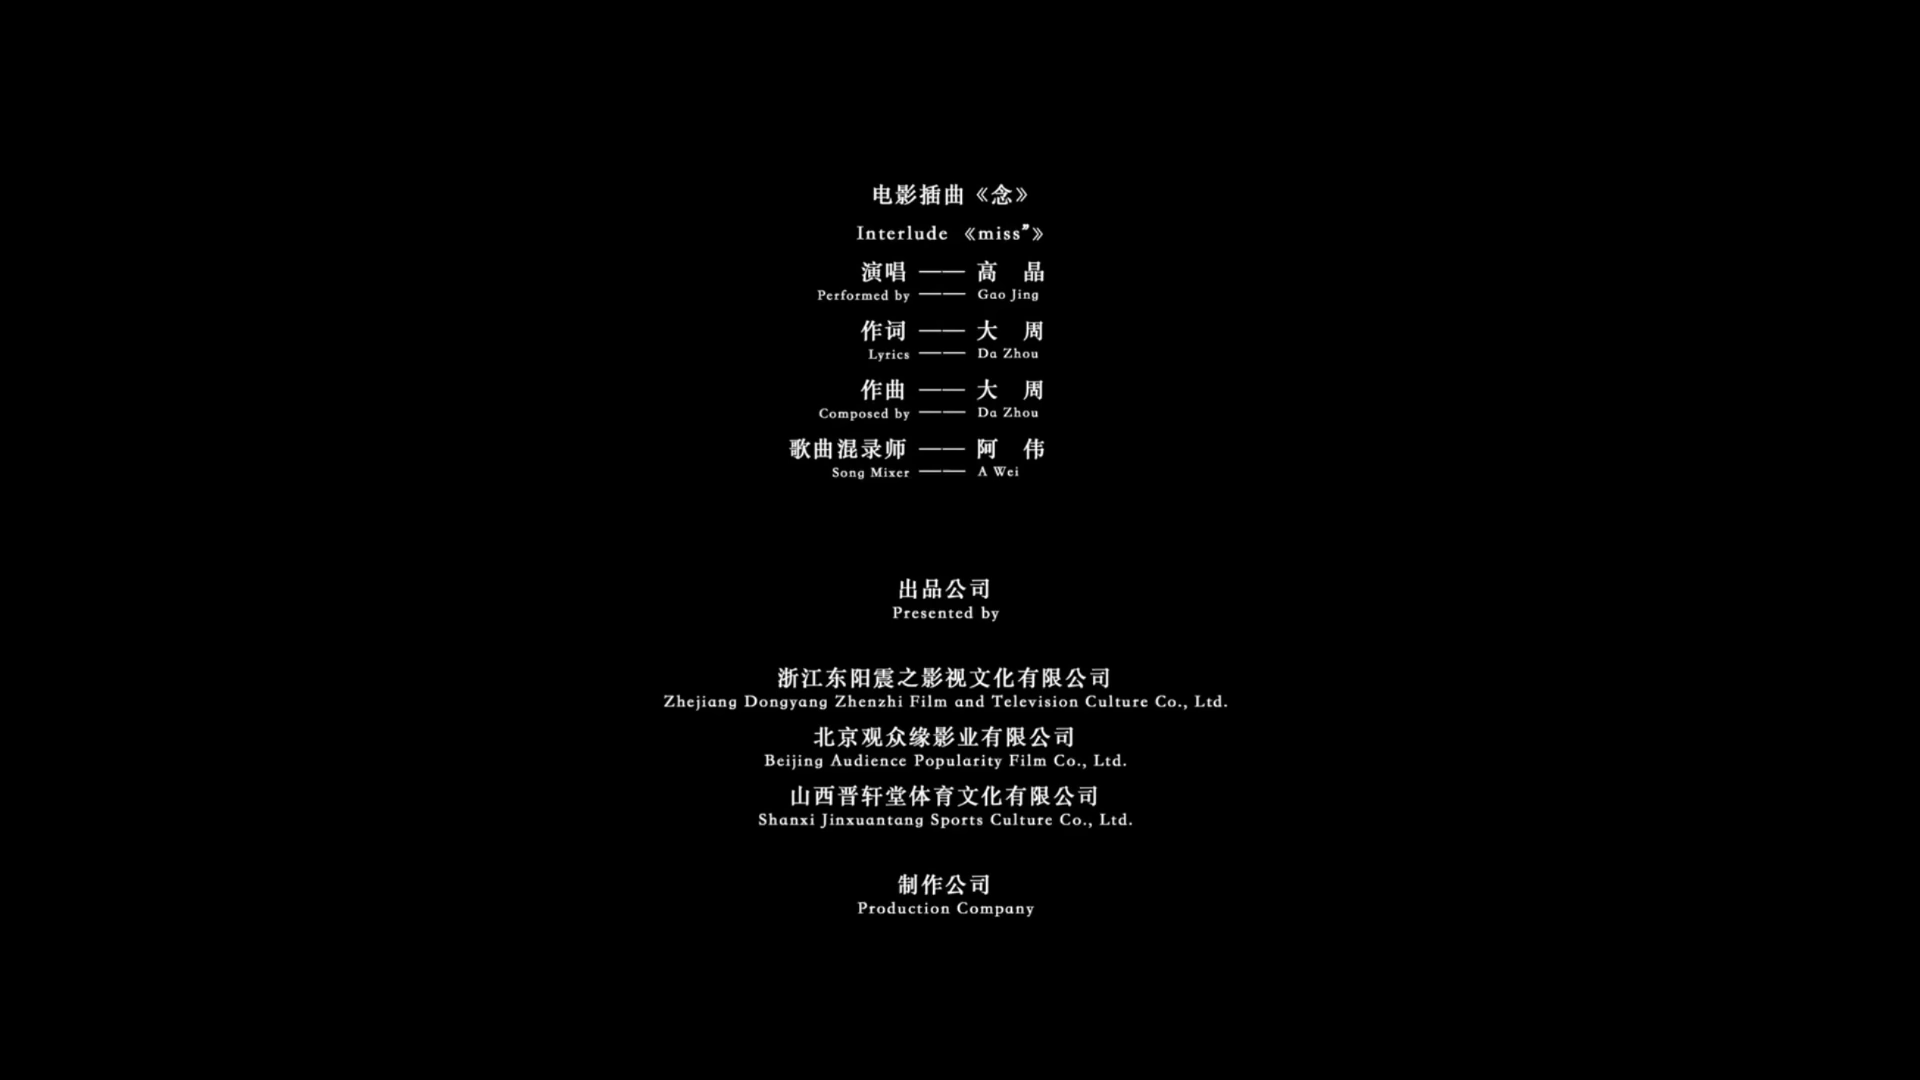 电影插曲《念》
Interlude 《miss”》
演唱 —— 高 晶
Performed by —— Gao Jing
作词 —— 大 周
Lyrics —— Da Zhou
作曲 —— 大 周
Composed by —— Da Zhou
歌曲混录师 —— 阿 伟
Song Mixer —— A Wei
出品公司
Presented by
浙江东阳震之影视文化有限公司
Zhejiang Dongyang Zhenzhi Film and Television Culture Co., Ltd.
北京观众缘影业有限公司
Beijing Audience Popularity Film Co., Ltd.
山西晋轩堂体育文化有限公司
Shanxi Jinxuantang Sports Culture Co., Ltd.
制作公司
Production Company